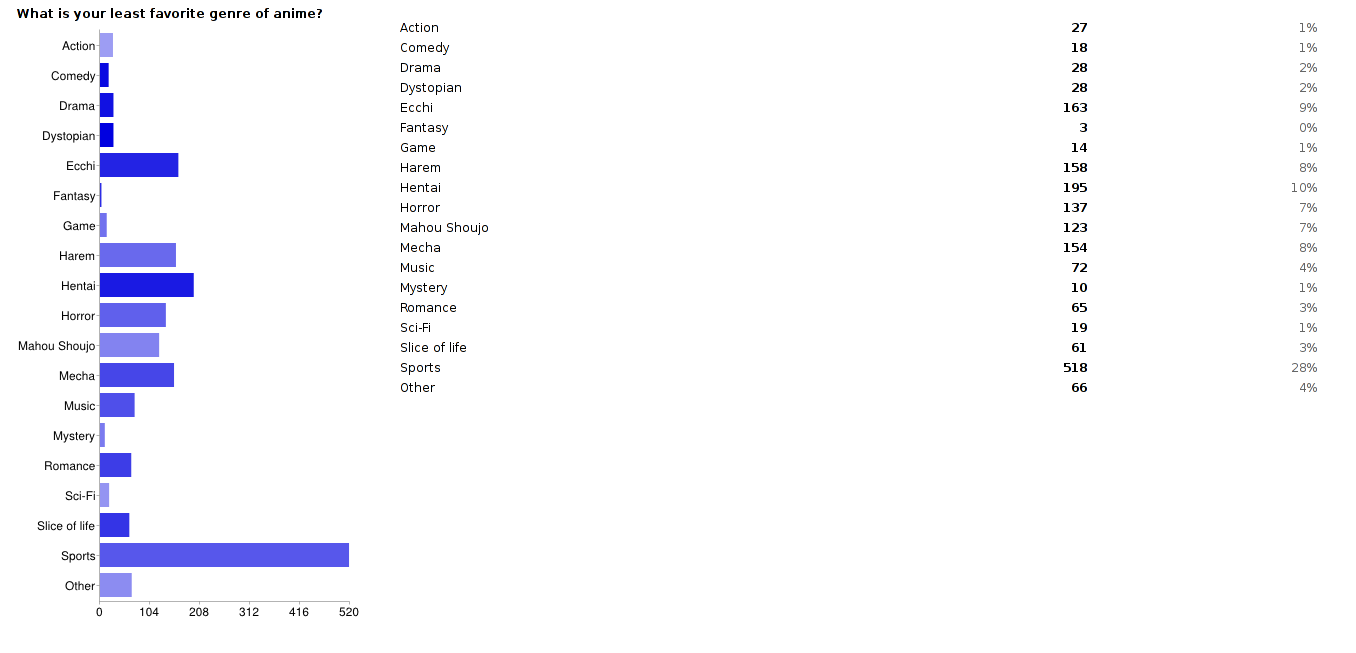 What is your least favorite genre of anime?
Action
Comedy
Drama
Dystopian
Ecchi
Fantasy
Game
Harem
Hentai
Horror
Mahou Shoujo
Mecha
Music
Mystery
Romance
Sci-Fi
Slice of life
Sports
Other
0 104 208 312 416 520
Action 27 1%
Comedy 18 1%
Drama 28 2%
Dystopian 28 2%
Ecchi 163 9%
Fantasy 3 0%
Game 14 1%
Harem 158 8%
Hentai 195 10%
Horror 137 7%
Mahou Shoujo 123 7%
Mecha 154 8%
Music 72 4%
Mystery 10 1%
Romance 65 3%
Sci-Fi 19 1%
Slice of life 61 3%
Sports 518 28%
Other 66 4%